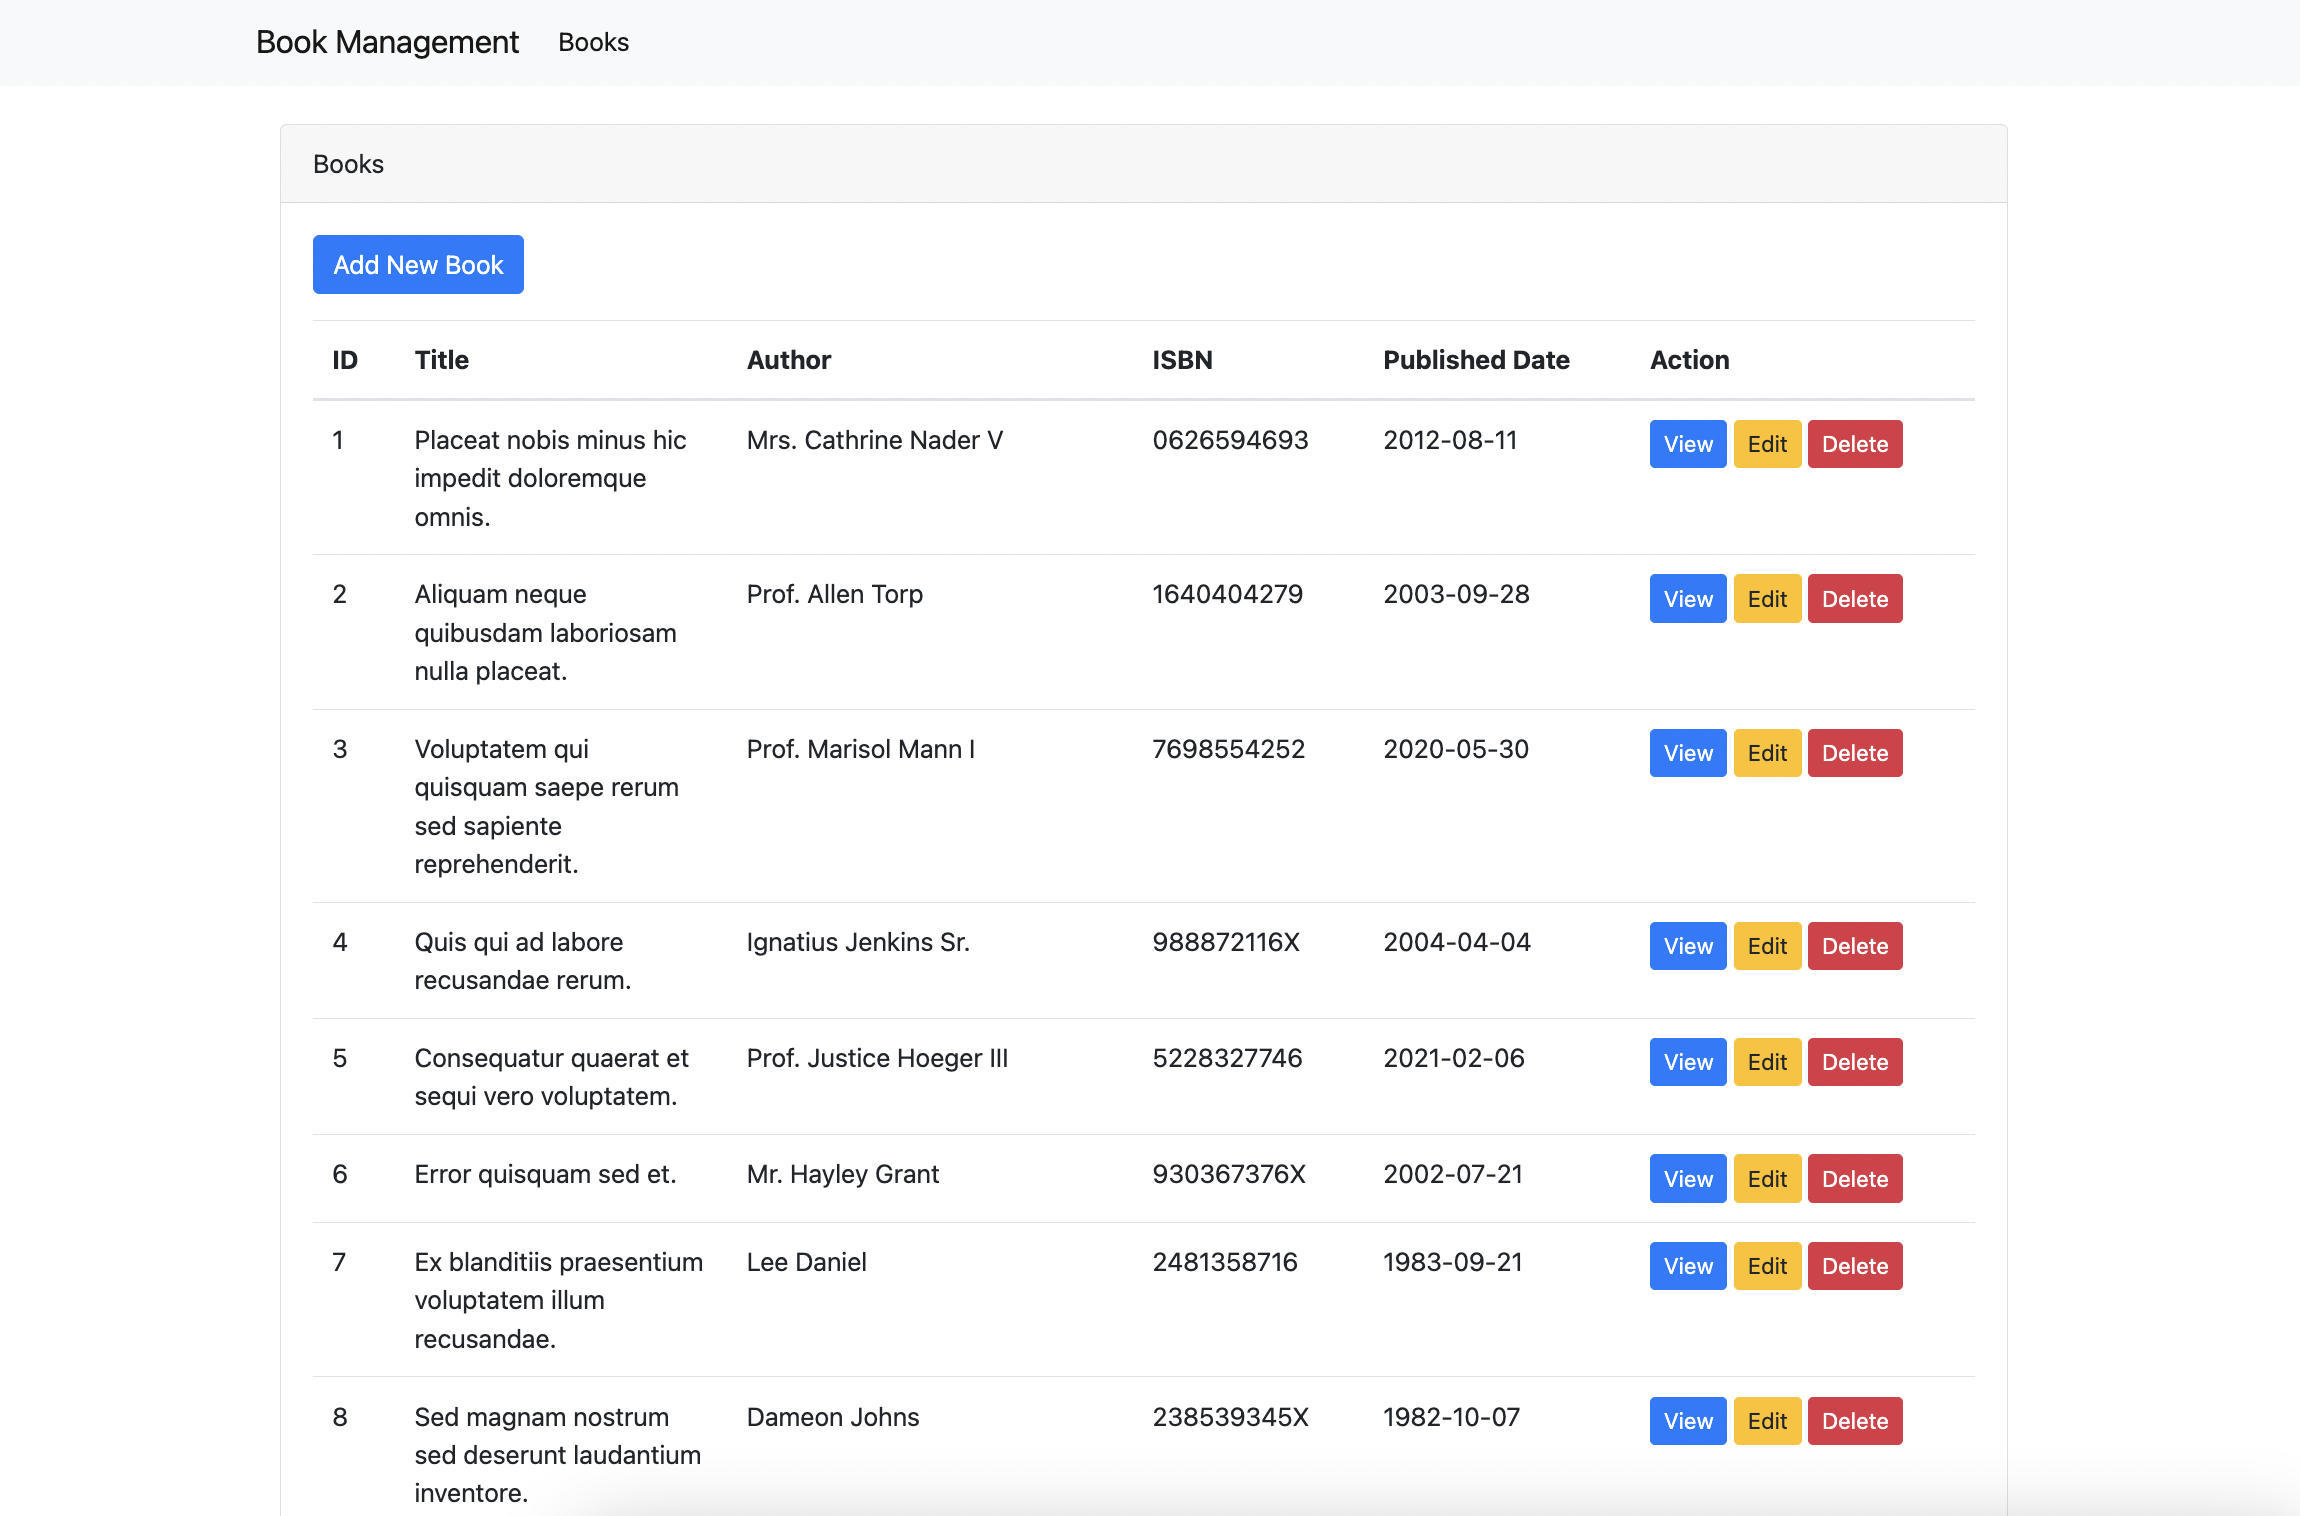 Book Management Books
Books
Add New Book
ID Title Author ISBN Published Date Action
1 Placeat nobis minus hic Mrs. Cathrine Nader V 0626594693 2012-08-11 View Edit Delete
impedit doloremque
omnis.
2 Aliquam neque Prof. Allen Torp 1640404279 2003-09-28 View Edit Delete
quibusdam laboriosam
nulla placeat.
3 Voluptatem qui Prof. Marisol Mann I 7698554252 2020-05-30 View Edit Delete
quisquam saepe rerum
sed sapiente
reprehenderit.
4 Quis qui ad labore Ignatius Jenkins Sr. 988872116X 2004-04-04 View Edit Delete
recusandae rerum.
5 Consequatur quaerat et Prof. Justice Hoeger III 5228327746 2021-02-06 View Edit Delete
sequi vero voluptatem.
6 Error quisquam sed et. Mr. Hayley Grant 930367376X 2002-07-21 View Edit Delete
7 Ex blanditiis praesentium Lee Daniel 2481358716 1983-09-21 View Edit Delete
voluptatem illum
recusandae.
8 Sed magnam nostrum Dameon Johns 238539345X 1982-10-07 View Edit Delete
sed deserunt laudantium
inventore.